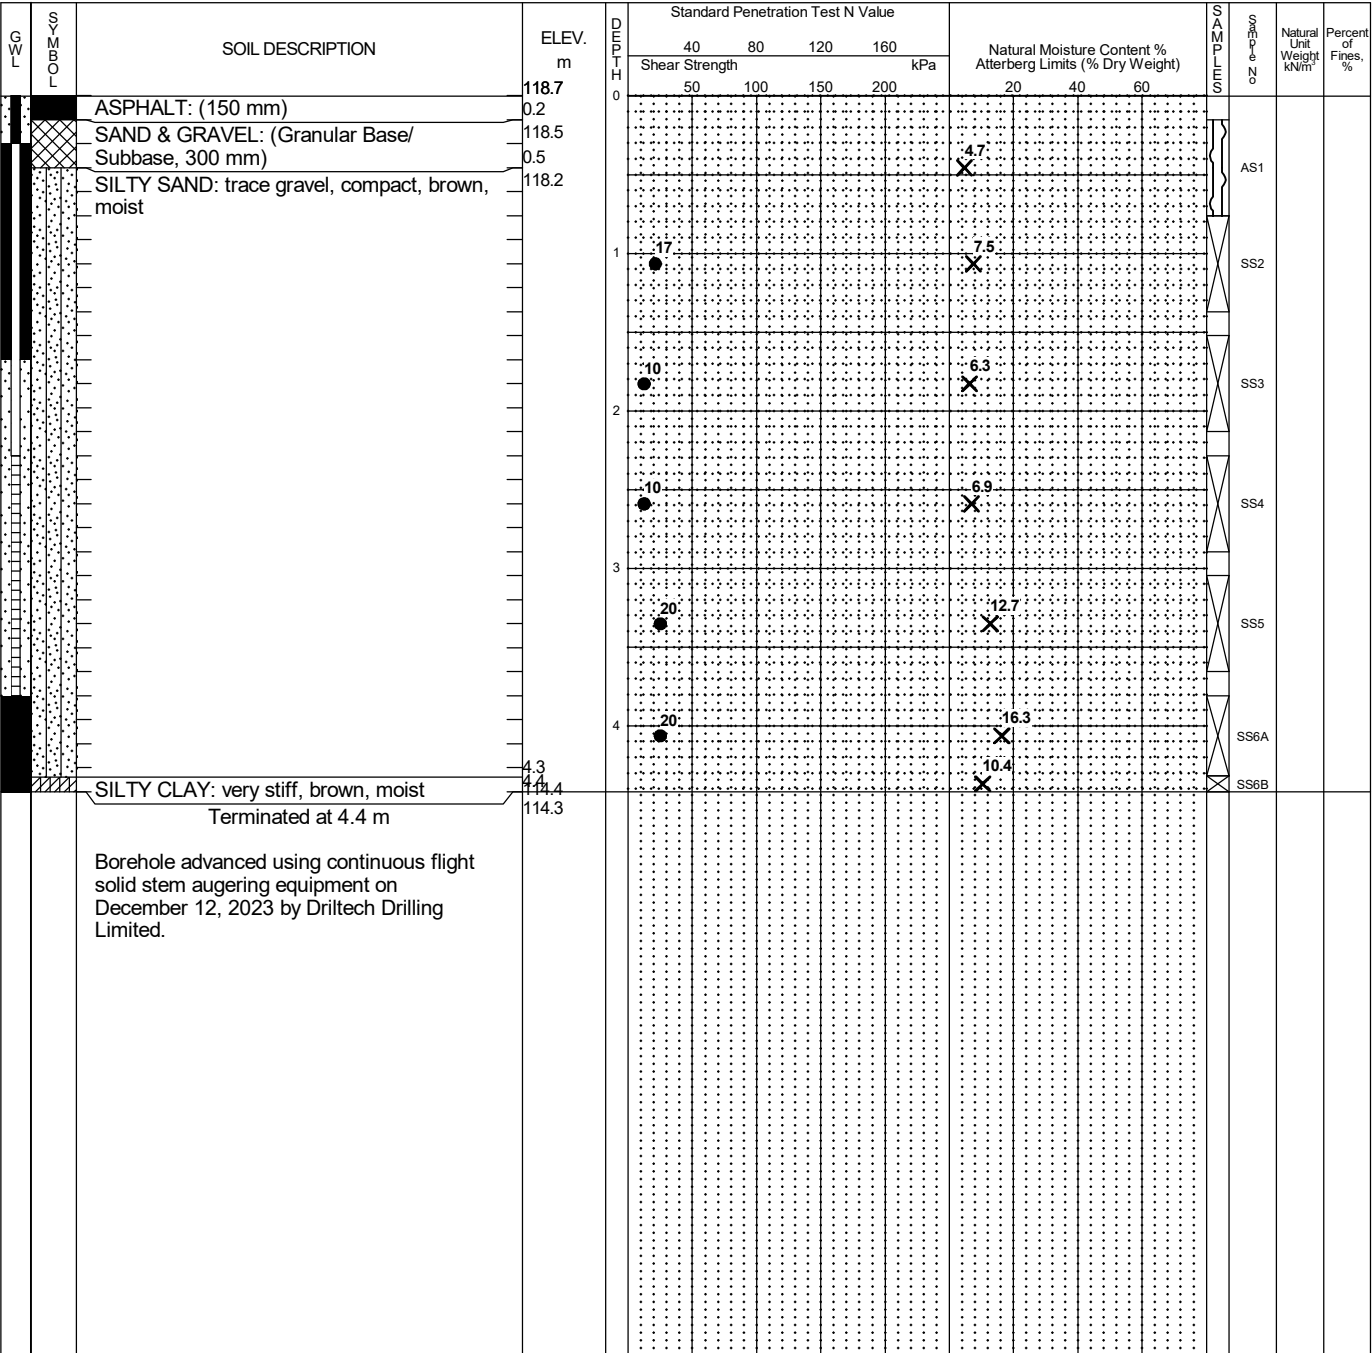 GWL
SYMBOL
SOIL DESCRIPTION
ELEV.
m
118.7
DEPTH
Standard Penetration Test N Value
40 80 120 160
Shear Strength kPa
50 100 150 200
Natural Moisture Content %
Atterberg Limits (% Dry Weight)
20 40 60
SAMPLES
Sample No
Natural
Unit
Weight
kN/m³
Percent
of
Fines,
%
0
ASPHALT: (150 mm)
0.2
SAND & GRAVEL: (Granular Base/
118.5
Subbase, 300 mm)
0.5
4.7
AS1
SILTY SAND: trace gravel, compact, brown,
118.2
moist
1
17
7.5
SS2
10
6.3
SS3
2
10
6.9
SS4
3
20
12.7
SS5
4
20
16.3
SS6A
4.3
10.4
4.4
SS6B
SILTY CLAY: very stiff, brown, moist
114.4
Terminated at 4.4 m
114.3
Borehole advanced using continuous flight
solid stem augering equipment on
December 12, 2023 by Driltech Drilling
Limited.